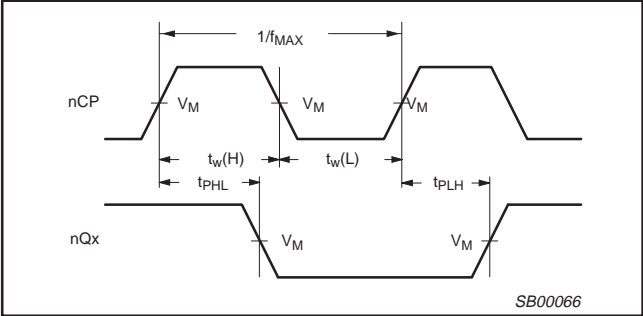 1/fMAX
nCP
VM VM VM
tw(H) tw(L)
tPHL tPLH
nQx
VM VM
SB00066